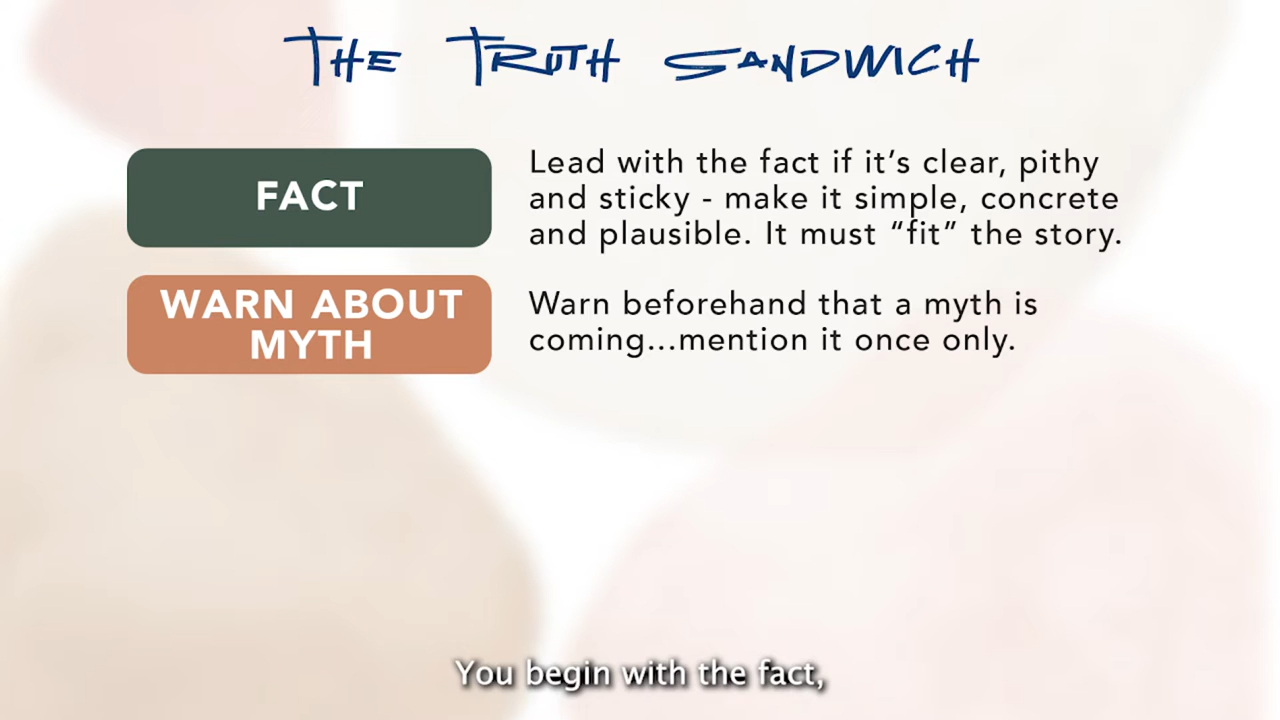 THE TRUTH SANDWICH
FACT
Lead with the fact if it’s clear, pithy
and sticky - make it simple, concrete
and plausible. It must “fit” the story.
WARN ABOUT
MYTH
Warn beforehand that a myth is
coming...mention it once only.
You begin with the fact,